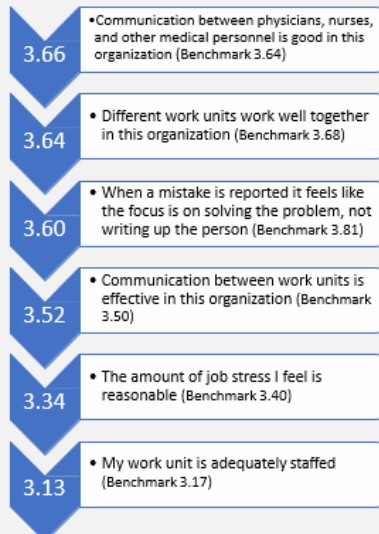 3.66
•Communication between physicians, nurses,
and other medical personnel is good in this
organization (Benchmark 3.64)
3.64
• Different work units work well together
in this organization (Benchmark 3.68)
3.60
• When a mistake is reported it feels like
the focus is on solving the problem, not
writing up the person (Benchmark 3.81)
3.52
• Communication between work units is
effective in this organization (Benchmark
3.50)
3.34
• The amount of job stress I feel is
reasonable (Benchmark 3.40)
3.13
• My work unit is adequately staffed
(Benchmark 3.17)